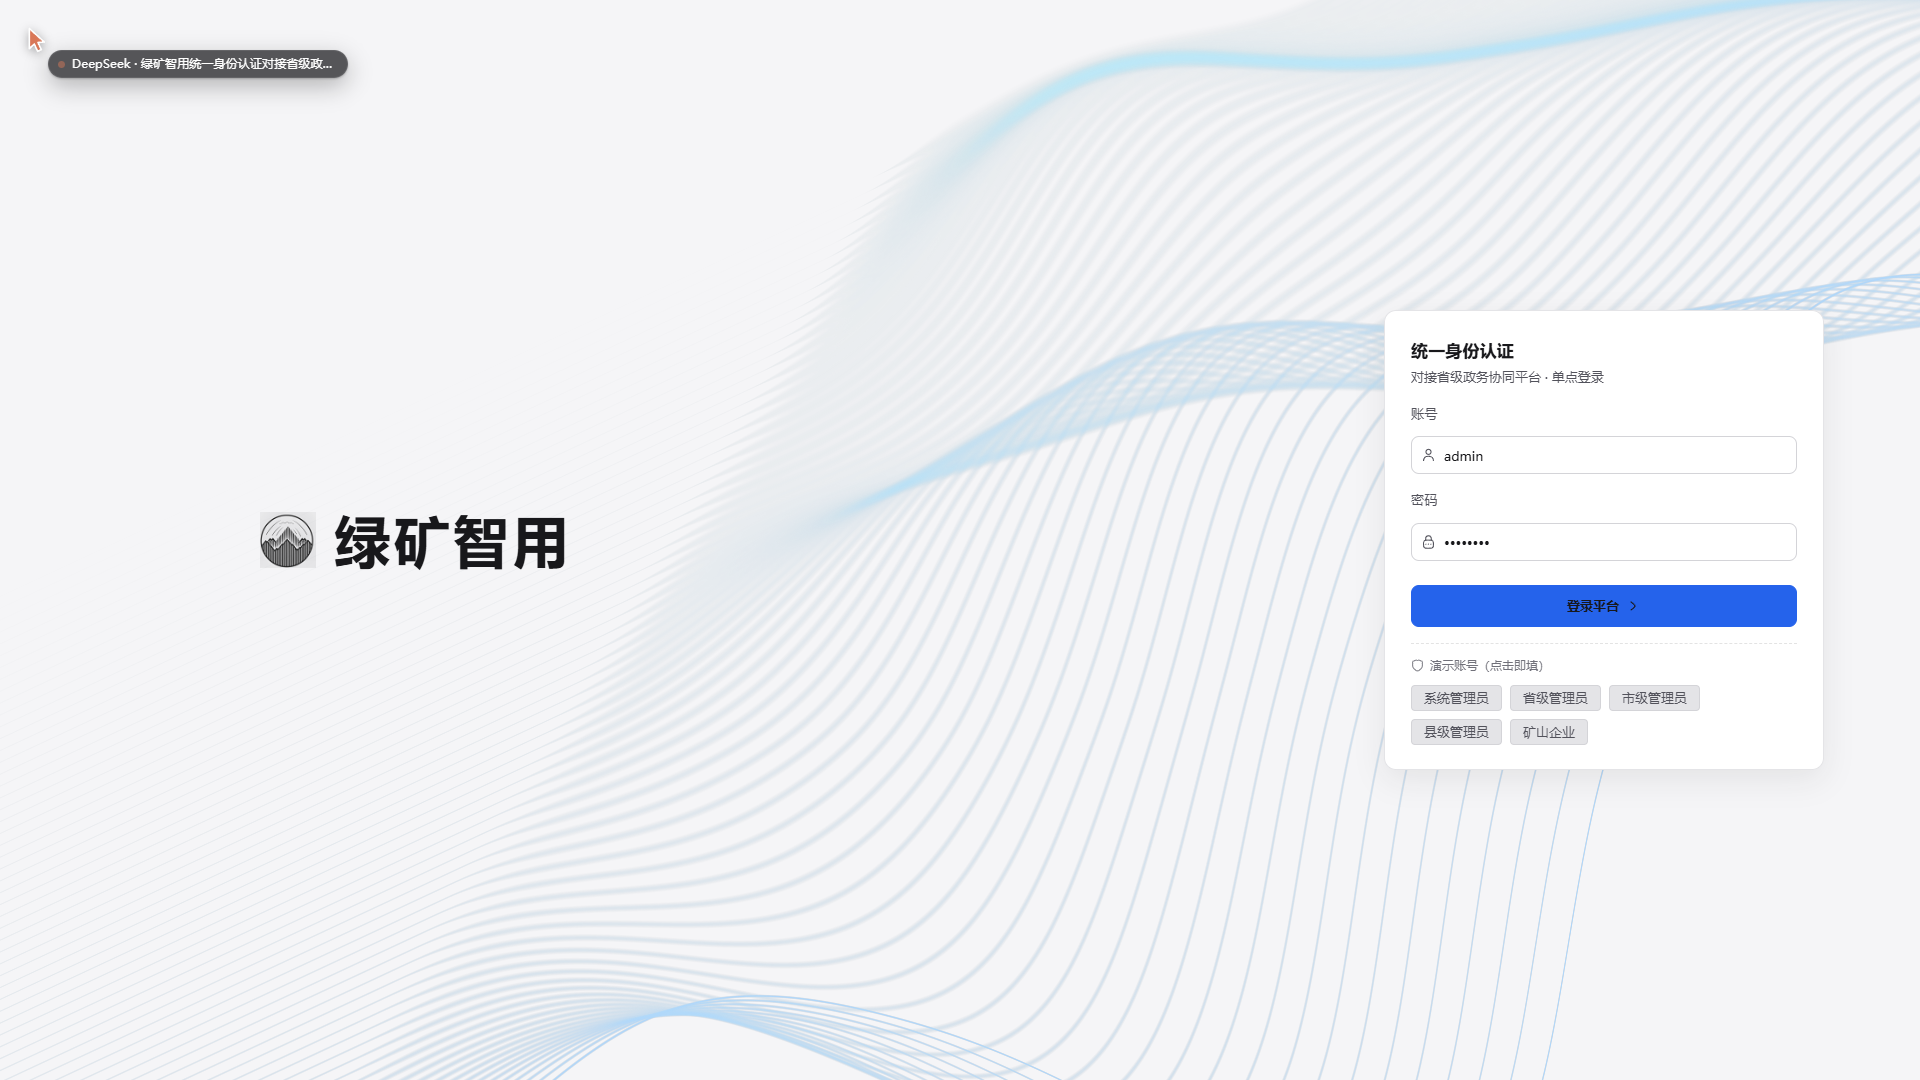 DeepSeek · 绿矿智用统一身份认证对接省级政...
绿矿智用
统一身份认证
对接省级政务协同平台 · 单点登录
账号
admin
密码
••••••••
登录平台
演示账号（点击即填）
系统管理员 省级管理员 市级管理员
县级管理员 矿山企业